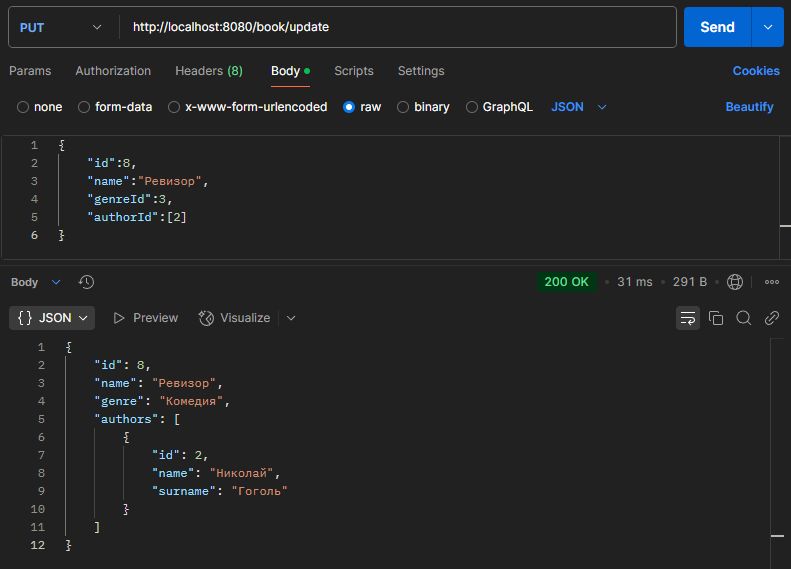 PUT http://localhost:8080/book/update Send
Params Authorization Headers (8) Body Scripts Settings Cookies
none form-data x-www-form-urlencoded raw binary GraphQL JSON Beautify
1 {
2 "id":8,
3 "name":"Ревизор",
4 "genreId":3,
5 "authorId":[2]
6 }
Body 200 OK • 31 ms • 291 B
{} JSON Preview Visualize
1 {
2 "id": 8,
3 "name": "Ревизор",
4 "genre": "Комедия",
5 "authors": [
6 {
7 "id": 2,
8 "name": "Николай",
9 "surname": "Гоголь"
10 }
11 ]
12 }